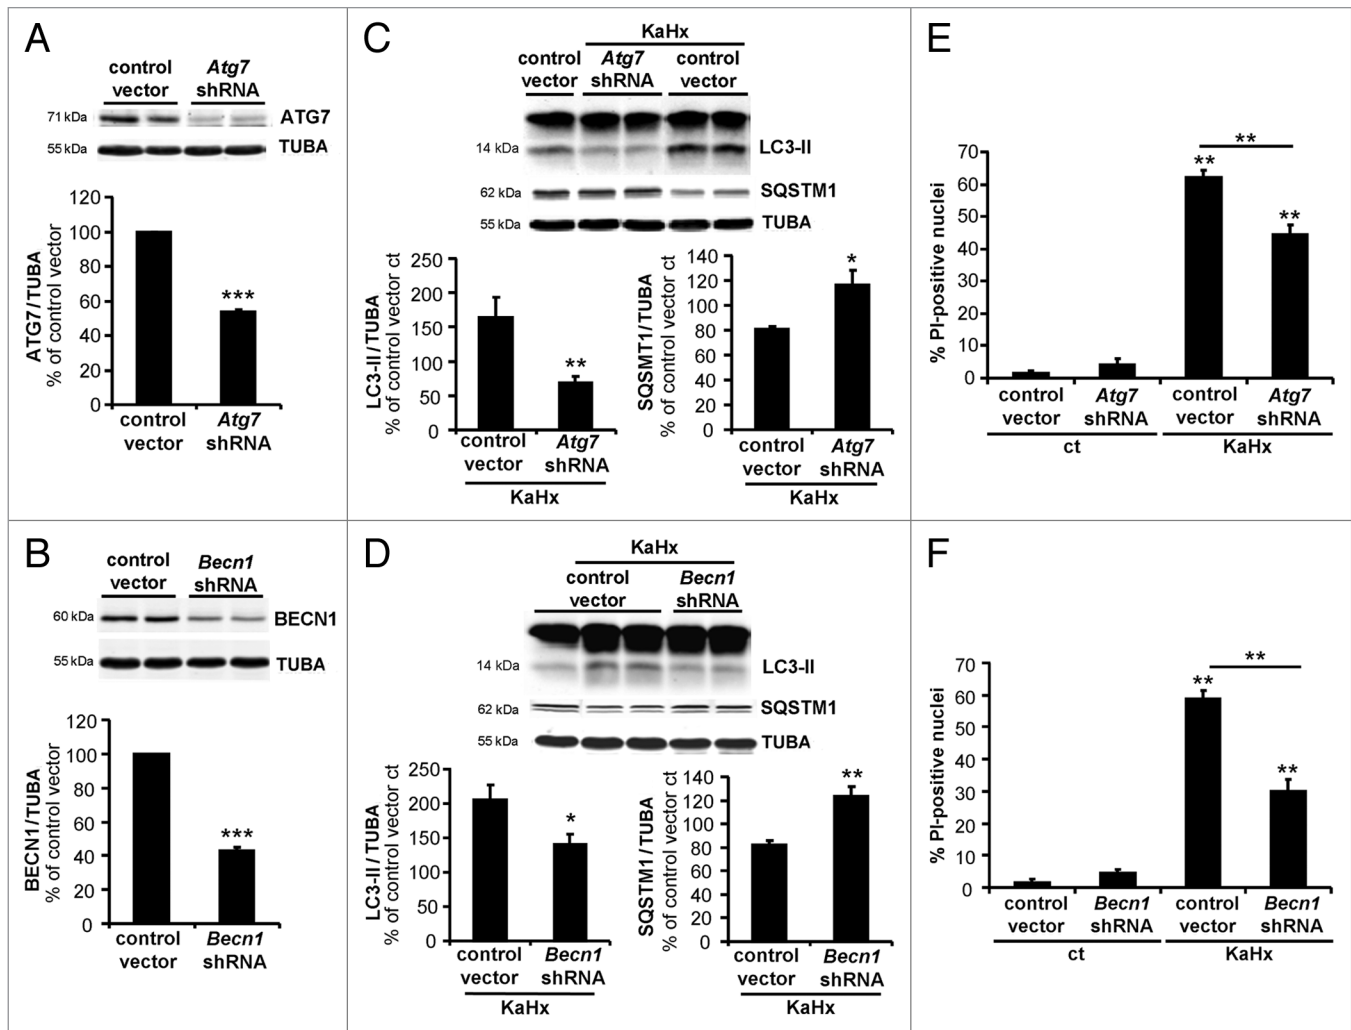 A
control
vector
Atg7
shRNA
71 kDa
ATG7
55 kDa
TUBA
ATG7/TUBA
% of control vector
120
100
80
60
40
20
0
***
control
vector
Atg7
shRNA
B
control
vector
Becn1
shRNA
60 kDa
BECN1
55 kDa
TUBA
BECN1/TUBA
% of control vector
120
100
80
60
40
20
0
***
control
vector
Becn1
shRNA
C
KaHx
control
vector
Atg7
shRNA
control
vector
14 kDa
LC3-II
62 kDa
SQSTM1
55 kDa
TUBA
LC3-II/TUBA
% of control vector ct
250
200
150
100
50
0
**
control
vector
Atg7
shRNA
KaHx
SQSMT1/TUBA
% of control vector ct
140
120
100
80
60
40
20
0
*
control
vector
Atg7
shRNA
KaHx
D
KaHx
control
vector
Becn1
shRNA
14 kDa
LC3-II
62 kDa
SQSTM1
55 kDa
TUBA
LC3-II/TUBA
% of control vector ct
250
200
150
100
50
0
*
control
vector
Becn1
shRNA
KaHx
SQSTM1/TUBA
% of control vector ct
140
120
100
80
60
40
20
0
**
control
vector
Becn1
shRNA
KaHx
E
% PI-positive nuclei
70
60
50
40
30
20
10
0
**
**
**
control
vector
Atg7
shRNA
control
vector
Atg7
shRNA
ct
KaHx
F
% PI-positive nuclei
70
60
50
40
30
20
10
0
**
**
**
control
vector
Becn1
shRNA
control
vector
Becn1
shRNA
ct
KaHx